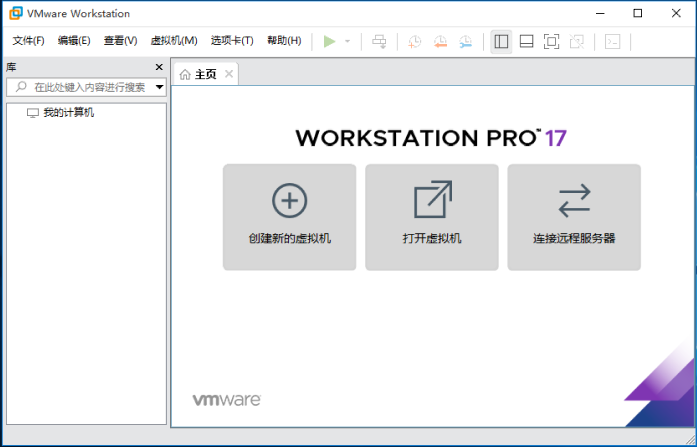 VMware Workstation
文件(F) 编辑(E) 查看(V) 虚拟机(M) 选项卡(T) 帮助(H)
库
在此处键入内容进行搜索
我的计算机
主页
WORKSTATION PRO™ 17
创建新的虚拟机 打开虚拟机 连接远程服务器
vmware